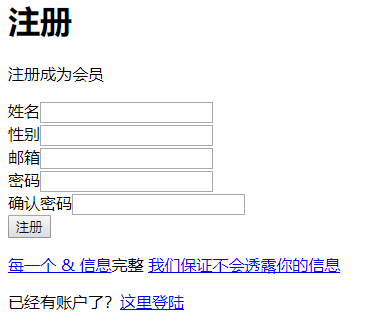 注册
注册成为会员
姓名
性别
邮箱
密码
确认密码
注册
每一个 & 信息完整 我们保证不会透露你的信息
已经有账户了？这里登陆